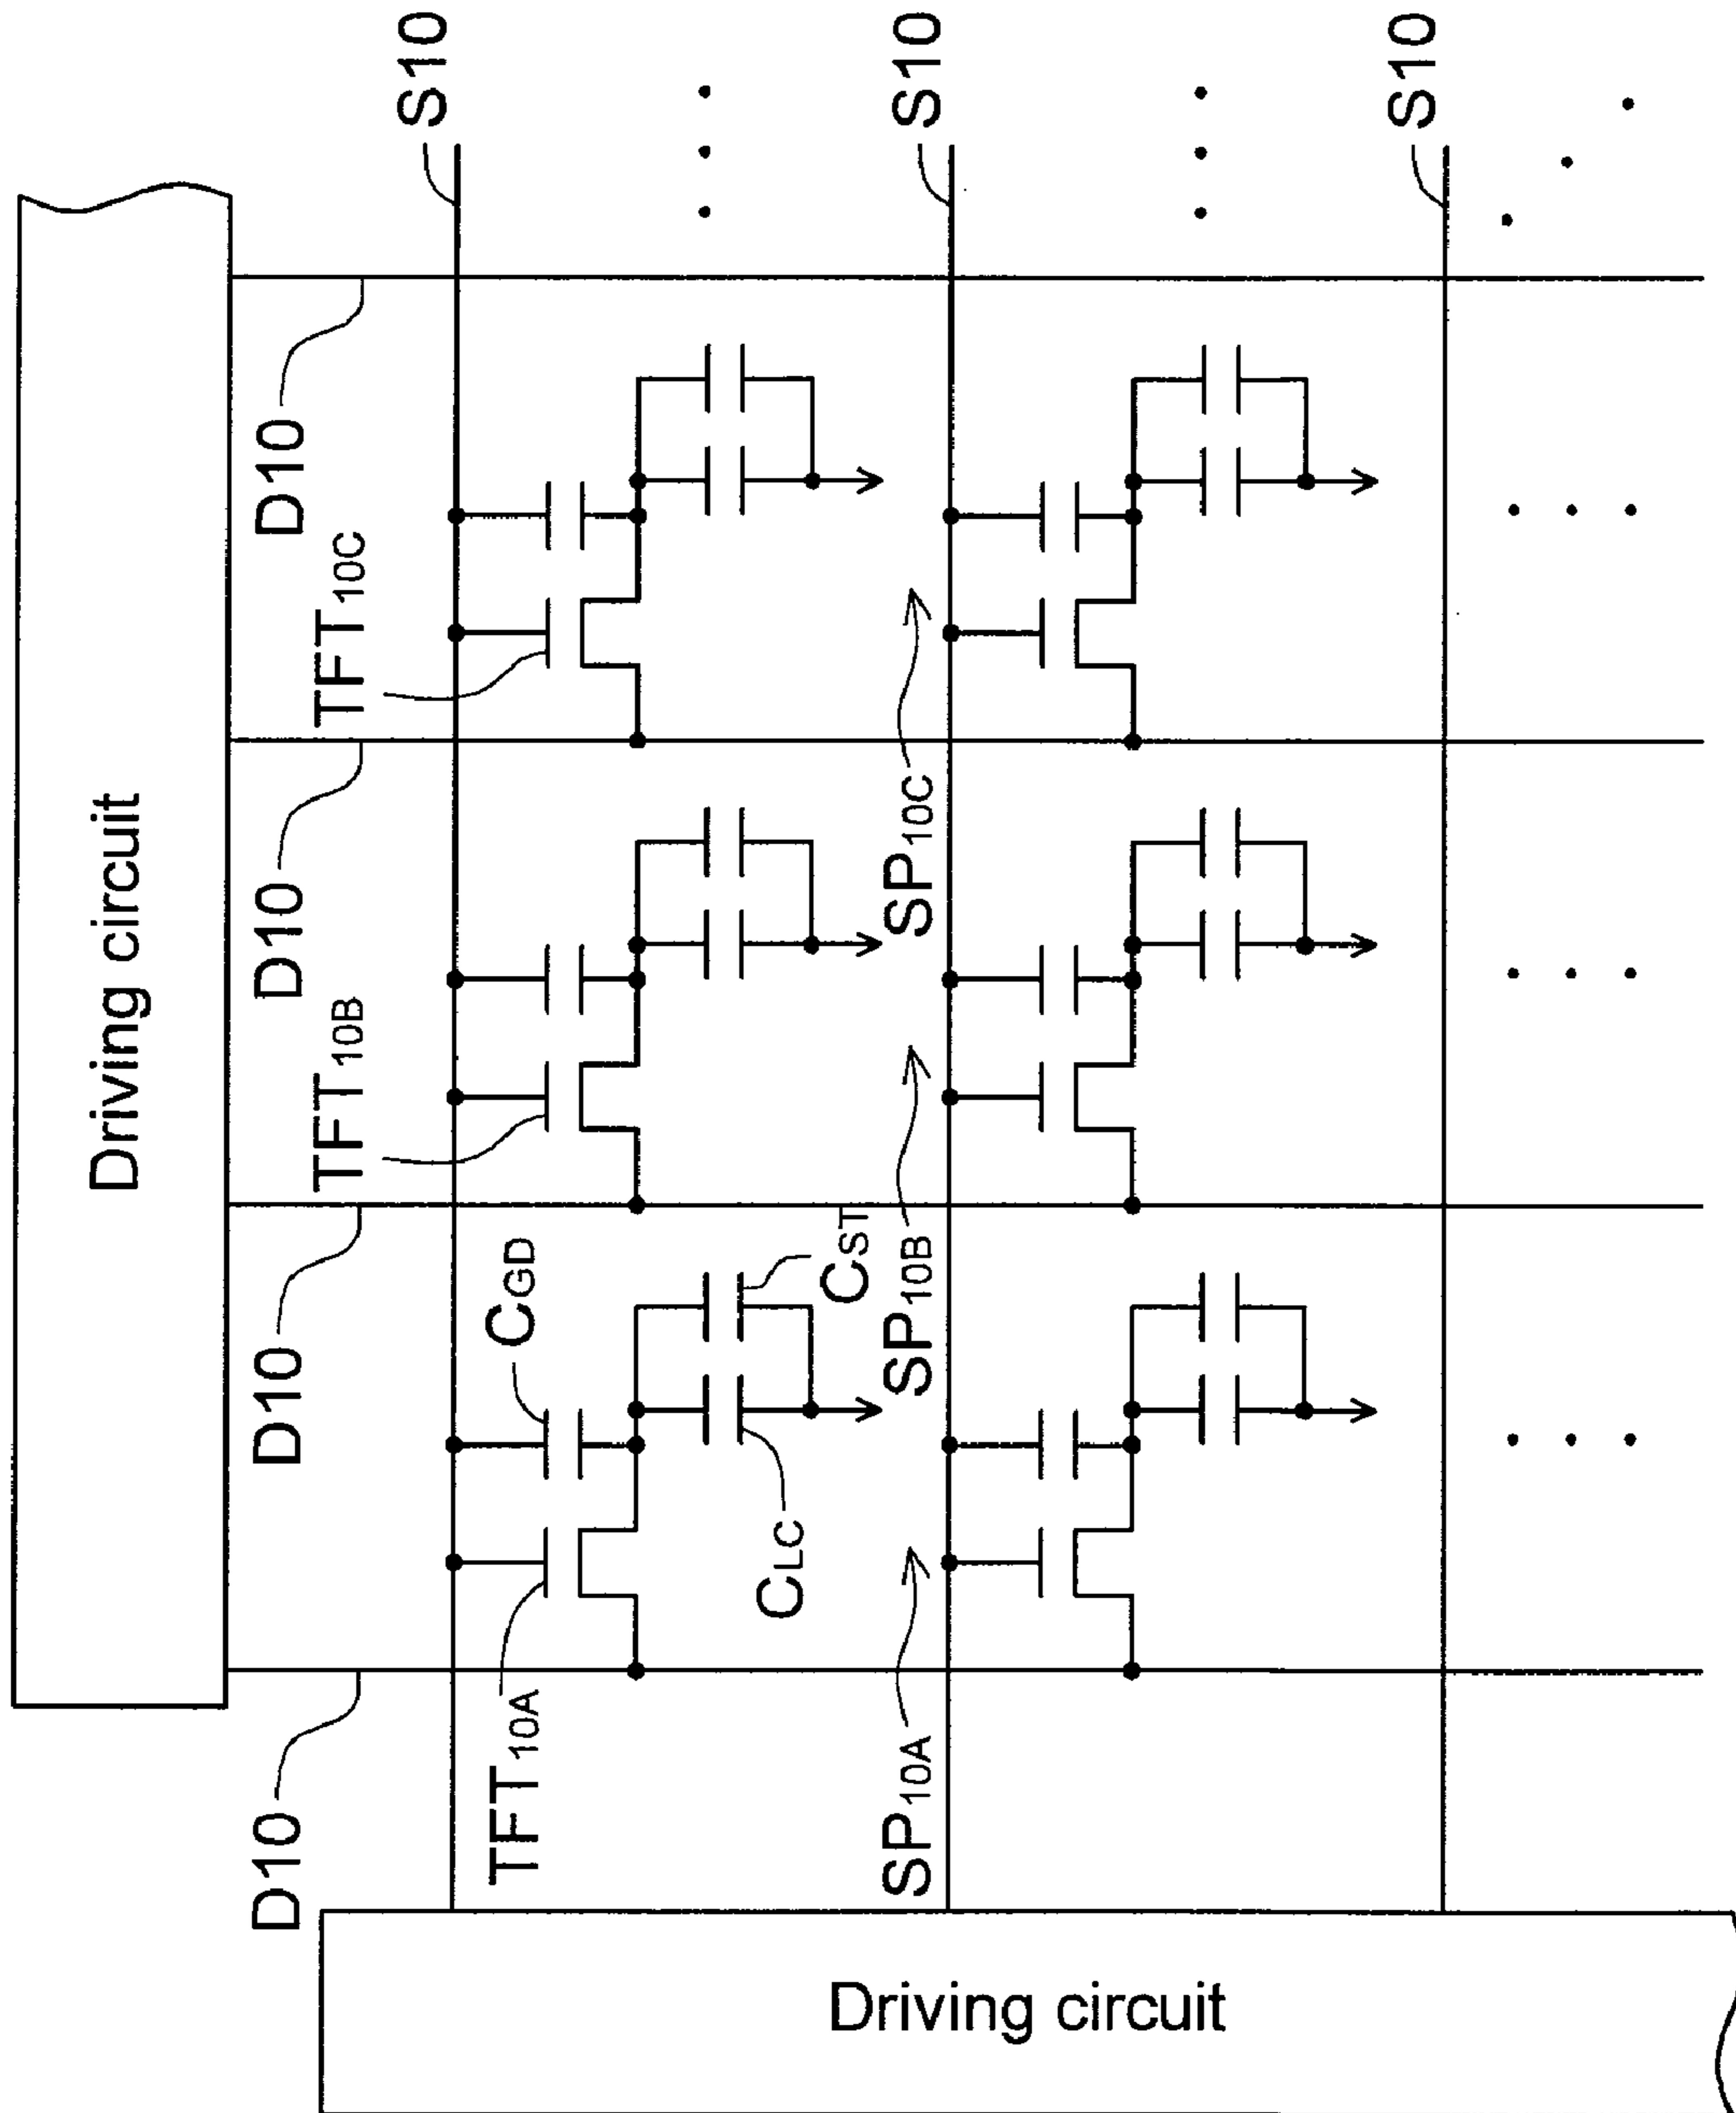 Driving circuit
D10
D10
D10
D10
S10
S10
S10
TFT10A
TFT10B
TFT10C
CGD
CLC
CST
SP10A
SP10B
SP10C
Driving circuit